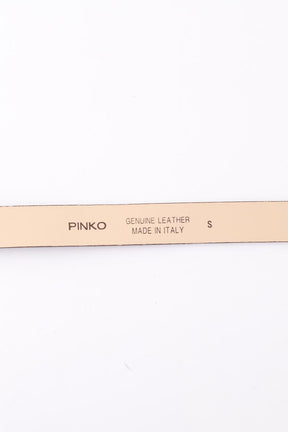 PINKO
GENUINE LEATHER
MADE IN ITALY
S